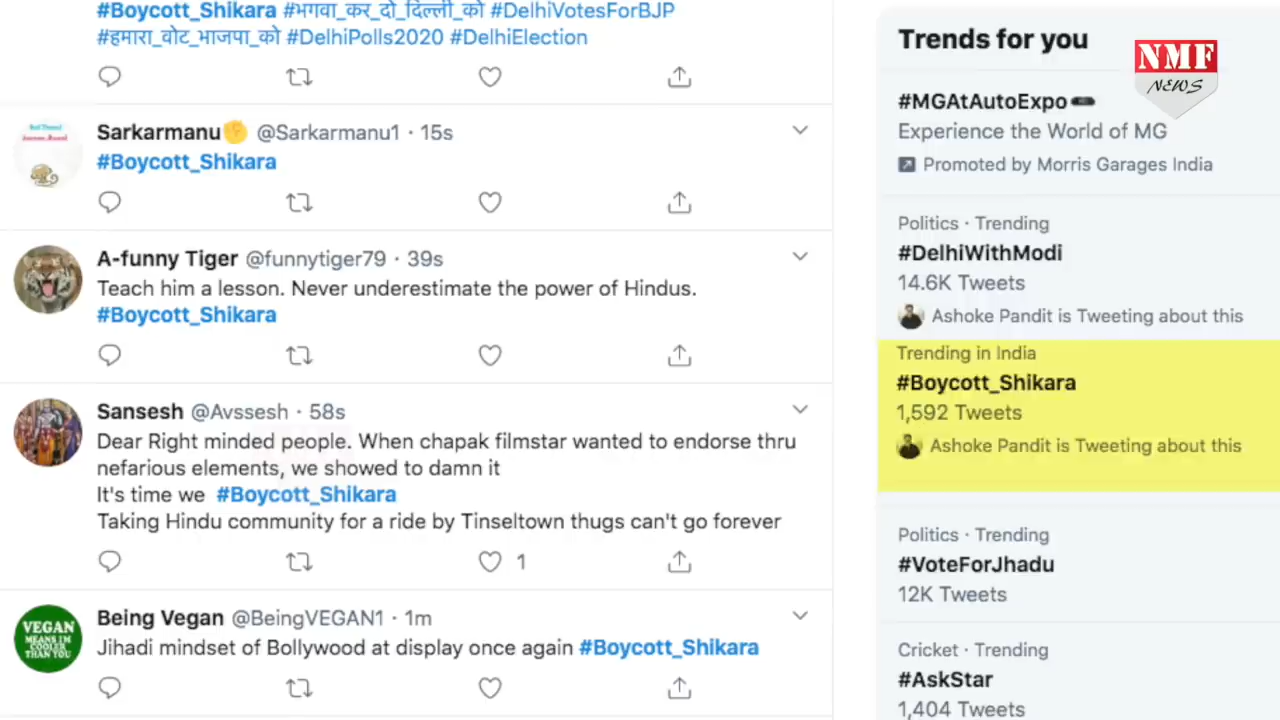 #Boycott_Shikara #भगवा_कर_दो_दिल्ली_को #DelhiVotesForBJP
#हमारा_वोट_भाजपा_को #DelhiPolls2020 #DelhiElection
Sarkarmanu✊ @Sarkarmanu1 · 15s
#Boycott_Shikara
A-funny Tiger @funnytiger79 · 39s
Teach him a lesson. Never underestimate the power of Hindus.
#Boycott_Shikara
Sansesh @Avssesh · 58s
Dear Right minded people. When chapak filmstar wanted to endorse thru
nefarious elements, we showed to damn it
It's time we #Boycott_Shikara
Taking Hindu community for a ride by Tinseltown thugs can't go forever
1
VEGAN
MEANS I'M
COOLER
THAN YOU
Being Vegan @BeingVEGAN1 · 1m
Jihadi mindset of Bollywood at display once again #Boycott_Shikara
Trends for you
NMF
NEWS
#MGAtAutoExpo
Experience the World of MG
Promoted by Morris Garages India
Politics · Trending
#DelhiWithModi
14.6K Tweets
Ashoke Pandit is Tweeting about this
Trending in India
#Boycott_Shikara
1,592 Tweets
Ashoke Pandit is Tweeting about this
Politics · Trending
#VoteForJhadu
12K Tweets
Cricket · Trending
#AskStar
1,404 Tweets